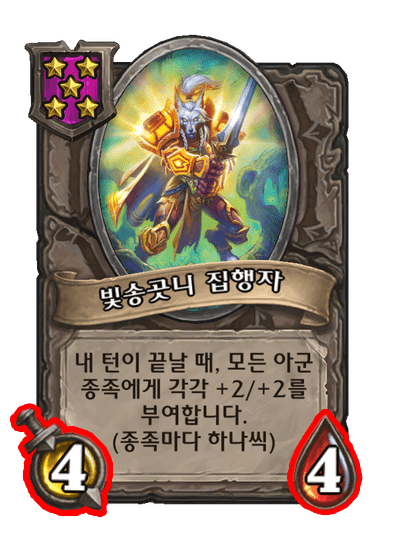 빛송곳니 집행자
내 턴이 끝날 때, 모든 아군
종족에게 각각 +2/+2를
부여합니다.
(종족마다 하나씩)
4
4